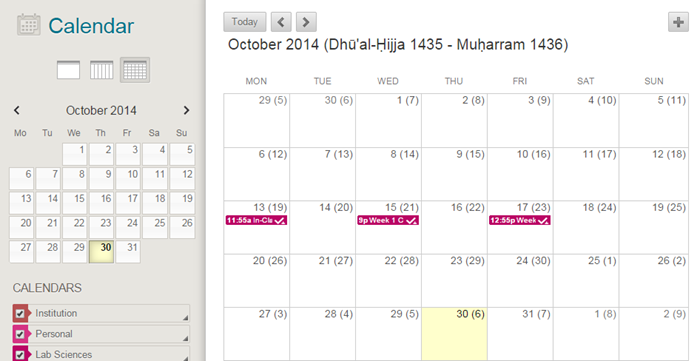 Calendar
October 2014
Mo Tu We Th Fr Sa Su
1 2 3 4 5
6 7 8 9 10 11 12
13 14 15 16 17 18 19
20 21 22 23 24 25 26
27 28 29 30 31
CALENDARS
Institution
Personal
Lab Sciences
Today
October 2014 (Dhū'al-Ḥijja 1435 - Muḥarram 1436)
MON TUE WED THU FRI SAT SUN
29 (5) 30 (6) 1 (7) 2 (8) 3 (9) 4 (10) 5 (11)
6 (12) 7 (13) 8 (14) 9 (15) 10 (16) 11 (17) 12 (18)
13 (19) 14 (20) 15 (21) 16 (22) 17 (23) 18 (24) 19 (25)
11:55a In-Cla 9p Week 1 C 12:55p Week
20 (26) 21 (27) 22 (28) 23 (29) 24 (30) 25 (1) 26 (2)
27 (3) 28 (4) 29 (5) 30 (6) 31 (7) 1 (8) 2 (9)